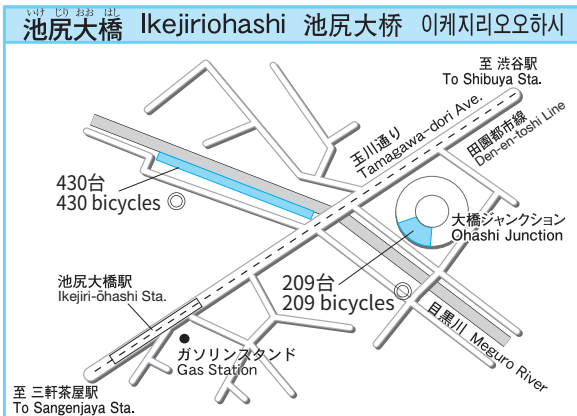 いけ じり おお はし
池尻大橋 Ikejiriohashi 池尻大桥 이케지리오오하시
至 渋谷駅
To Shibuya Sta.
玉川通り
Tamagawa-dori Ave.
田園都市線
Den-en-toshi Line
430台
430 bicycles
大橋ジャンクション
Ohashi Junction
池尻大橋駅
Ikejiri-ōhashi Sta.
209台
209 bicycles
目黒川 Meguro River
ガソリンスタンド
Gas Station
至 三軒茶屋駅
To Sangenjaya Sta.